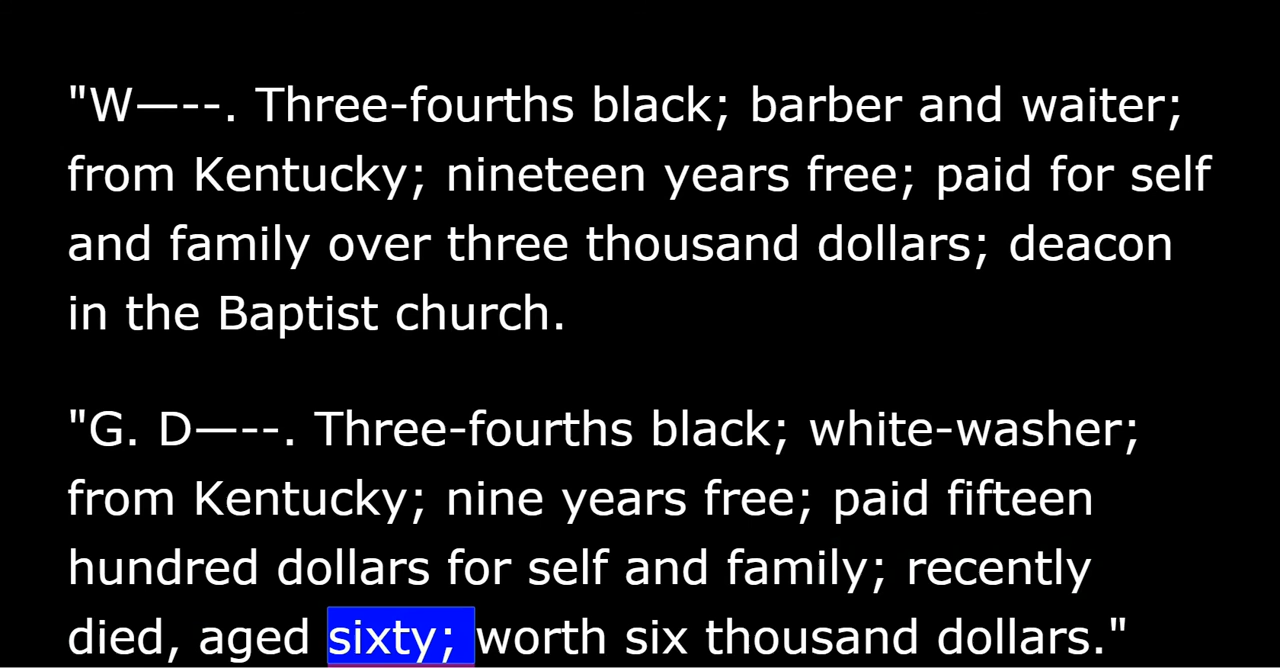 "W—--. Three-fourths black; barber and waiter;
from Kentucky; nineteen years free; paid for self
and family over three thousand dollars; deacon
in the Baptist church.
"G. D—--. Three-fourths black; white-washer;
from Kentucky; nine years free; paid fifteen
hundred dollars for self and family; recently
died, aged sixty; worth six thousand dollars."